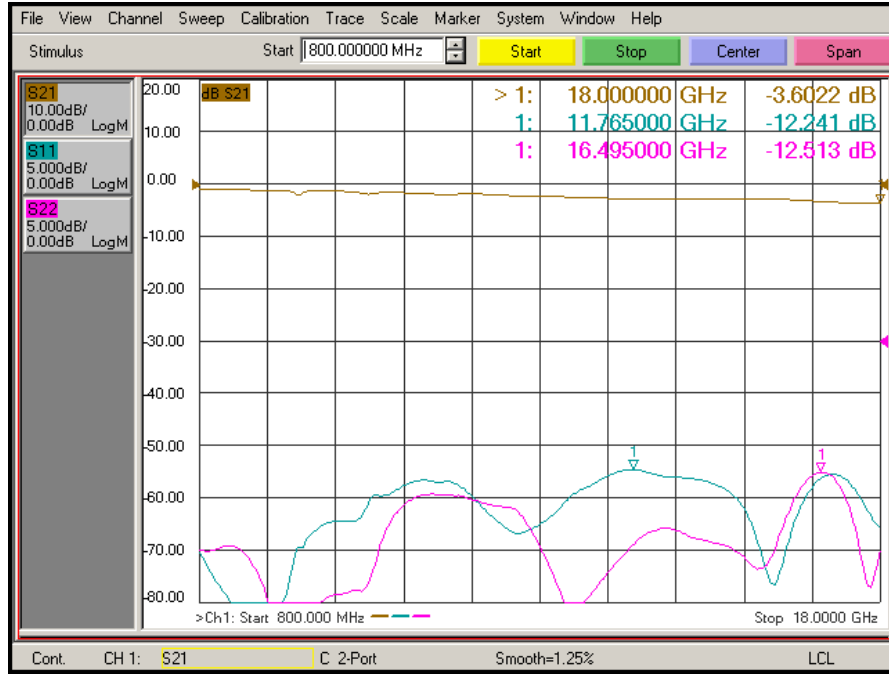 File View Channel Sweep Calibration Trace Scale Marker System Window Help
Stimulus Start 800.000000 MHz Start Stop Center Span
S21
10.00dB/
0.00dB LogM
S11
5.000dB/
0.00dB LogM
S22
5.000dB/
0.00dB LogM
dB S21
> 1: 18.000000 GHz -3.6022 dB
1: 11.765000 GHz -12.241 dB
1: 16.495000 GHz -12.513 dB
20.00
10.00
0.00
-10.00
-20.00
-30.00
-40.00
-50.00
-60.00
-70.00
-80.00
1
1
>Ch1: Start 800.000 MHz
Stop 18.0000 GHz
Cont. CH 1: S21 C 2-Port Smooth=1.25% LCL